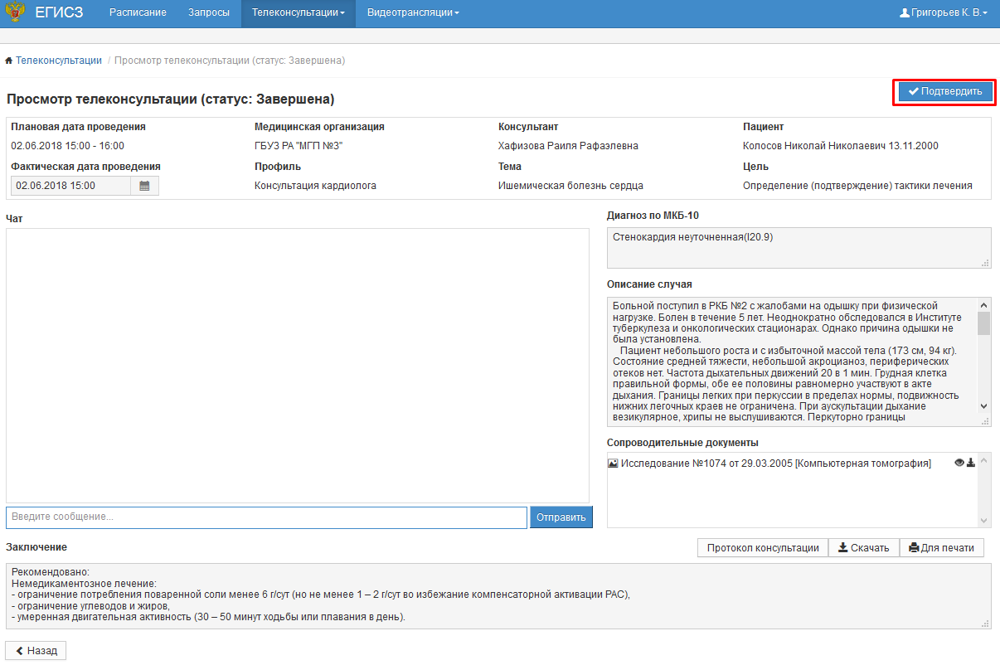 ЕГИСЗ Расписание Запросы Телеконсультации Видеотрансляции Григорьев К. В.
Телеконсультации / Просмотр телеконсультации (статус: Завершена)
Подтвердить
Просмотр телеконсультации (статус: Завершена)
Плановая дата проведения Медицинская организация Консультант Пациент
02.06.2018 15:00 - 16:00 ГБУЗ РА "МГП №3" Хафизова Раиля Рафаэлевна Колосов Николай Николаевич 13.11.2000
Фактическая дата проведения Профиль Тема Цель
02.06.2018 15:00 Консультация кардиолога Ишемическая болезнь сердца Определение (подтверждение) тактики лечения
Чат
Диагноз по МКБ-10
Стенокардия неуточненная(I20.9)
Описание случая
Больной поступил в РКБ №2 с жалобами на одышку при физической
нагрузке. Болен в течение 5 лет. Неоднократно обследовался в Институте
туберкулеза и онкологических стационарах. Однако причина одышки не
была установлена.
Пациент небольшого роста и с избыточной массой тела (173 см, 94 кг).
Состояние средней тяжести, небольшой акроцианоз, периферических
отеков нет. Частота дыхательных движений 20 в 1 мин. Грудная клетка
правильной формы, обе ее половины равномерно участвуют в акте
дыхания. Границы легких при перкуссии в пределах нормы, подвижность
нижних легочных краев не ограничена. При аускультации дыхание
везикулярное, хрипы не выслушиваются. Перкуторно границы
Сопроводительные документы
Исследование №1074 от 29.03.2005 [Компьютерная томография]
Введите сообщение... Отправить
Заключение Протокол консультации Скачать Для печати
Рекомендовано:
Немедикаментозное лечение:
- ограничение потребления поваренной соли менее 6 г/сут (но не менее 1 – 2 г/сут во избежание компенсаторной активации РАС),
- ограничение углеводов и жиров,
- умеренная двигательная активность (30 – 50 минут ходьбы или плавания в день).
Назад